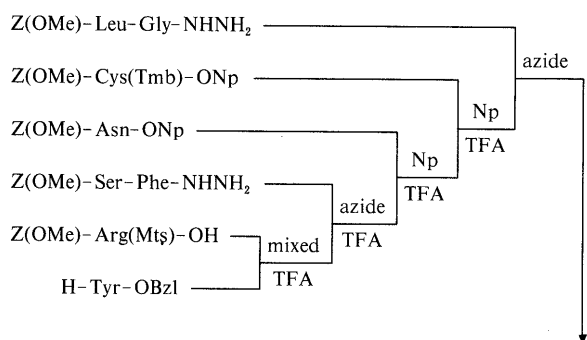 Z(OMe)-Leu-Gly-NHNH₂
azide
Z(OMe)-Cys(Tmb)-ONp
Np
TFA
Z(OMe)-Asn-ONp
Np
TFA
Z(OMe)-Ser-Phe-NHNH₂
azide
TFA
Z(OMe)-Arg(Mts)-OH
mixed
TFA
H-Tyr-OBzl